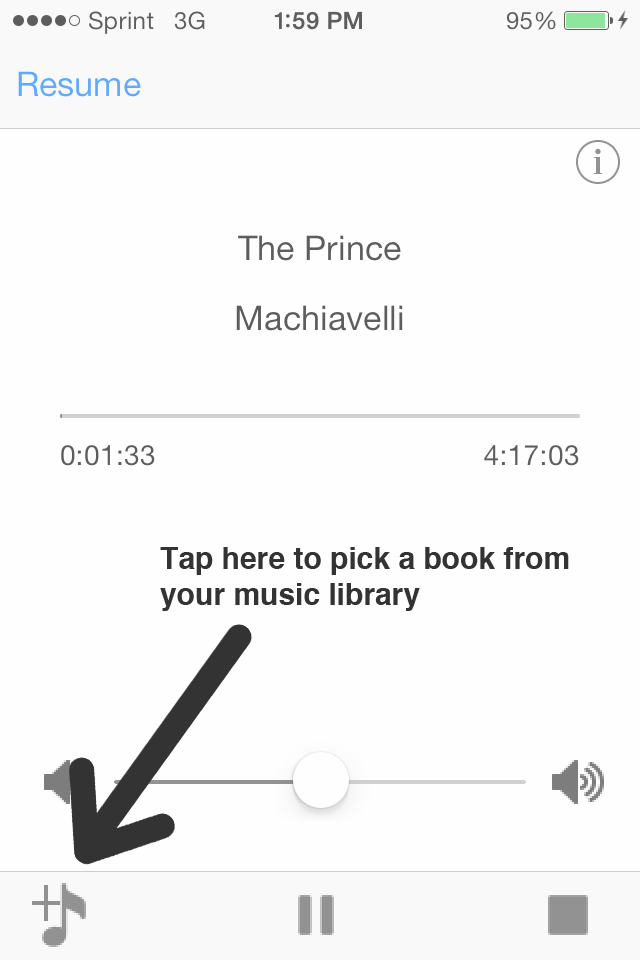 Sprint 3G 1:59 PM 95%
Resume
i
The Prince
Machiavelli
0:01:33 4:17:03
Tap here to pick a book from
your music library